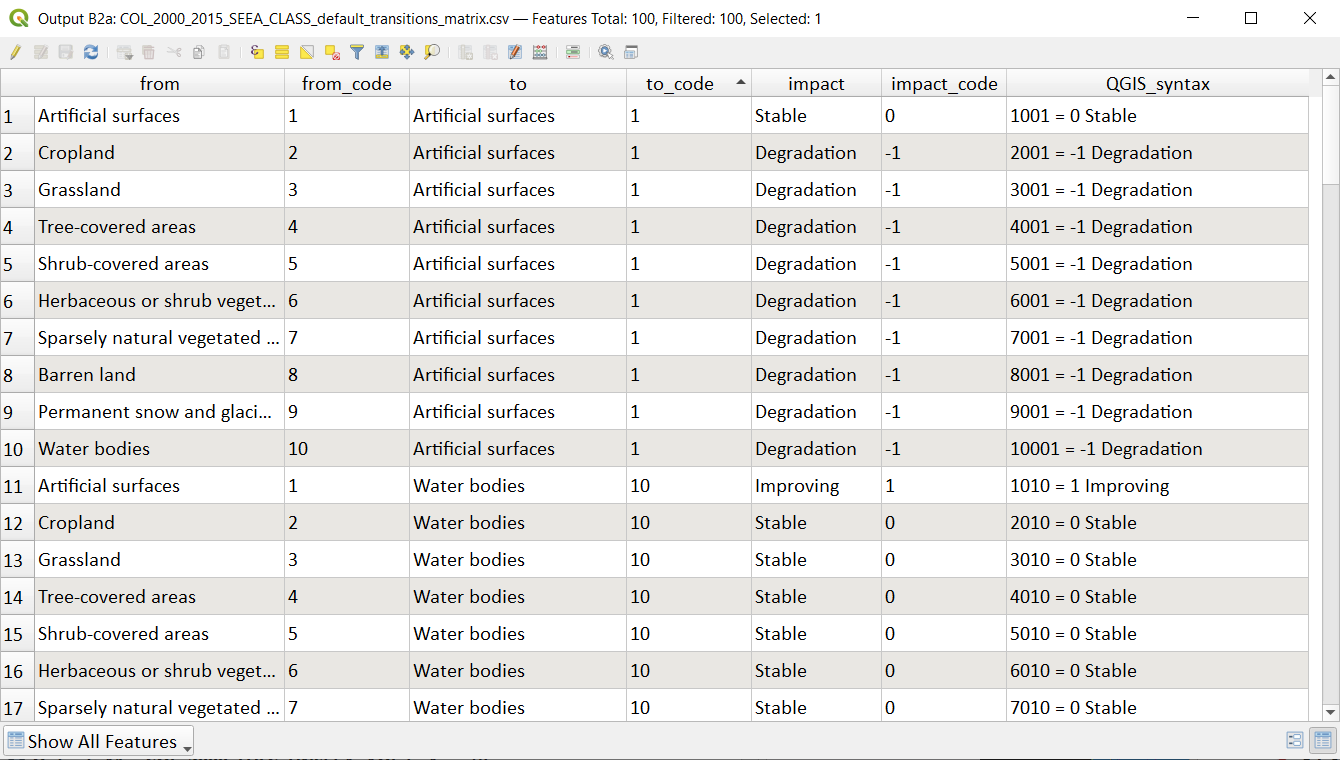 Output B2a: COL_2000_2015_SEEA_CLASS_default_transitions_matrix.csv — Features Total: 100, Filtered: 100, Selected: 1
from from_code to to_code impact impact_code QGIS_syntax
1 Artificial surfaces 1 Artificial surfaces 1 Stable 0 1001 = 0 Stable
2 Cropland 2 Artificial surfaces 1 Degradation -1 2001 = -1 Degradation
3 Grassland 3 Artificial surfaces 1 Degradation -1 3001 = -1 Degradation
4 Tree-covered areas 4 Artificial surfaces 1 Degradation -1 4001 = -1 Degradation
5 Shrub-covered areas 5 Artificial surfaces 1 Degradation -1 5001 = -1 Degradation
6 Herbaceous or shrub veget... 6 Artificial surfaces 1 Degradation -1 6001 = -1 Degradation
7 Sparsely natural vegetated ... 7 Artificial surfaces 1 Degradation -1 7001 = -1 Degradation
8 Barren land 8 Artificial surfaces 1 Degradation -1 8001 = -1 Degradation
9 Permanent snow and glaci... 9 Artificial surfaces 1 Degradation -1 9001 = -1 Degradation
10 Water bodies 10 Artificial surfaces 1 Degradation -1 10001 = -1 Degradation
11 Artificial surfaces 1 Water bodies 10 Improving 1 1010 = 1 Improving
12 Cropland 2 Water bodies 10 Stable 0 2010 = 0 Stable
13 Grassland 3 Water bodies 10 Stable 0 3010 = 0 Stable
14 Tree-covered areas 4 Water bodies 10 Stable 0 4010 = 0 Stable
15 Shrub-covered areas 5 Water bodies 10 Stable 0 5010 = 0 Stable
16 Herbaceous or shrub veget... 6 Water bodies 10 Stable 0 6010 = 0 Stable
17 Sparsely natural vegetated ... 7 Water bodies 10 Stable 0 7010 = 0 Stable
Show All Features